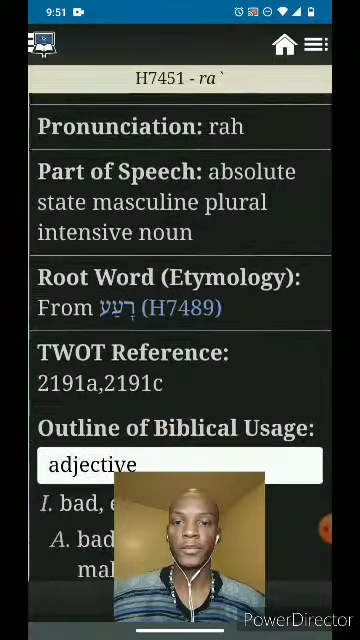 9:51
H7451 - ra`
Pronunciation: rah
Part of Speech: absolute
state masculine plural
intensive noun
Root Word (Etymology):
From רָעַע (H7489)
TWOT Reference:
2191a,2191c
Outline of Biblical Usage:
adjective
I. bad,
A. bad
PowerDirector